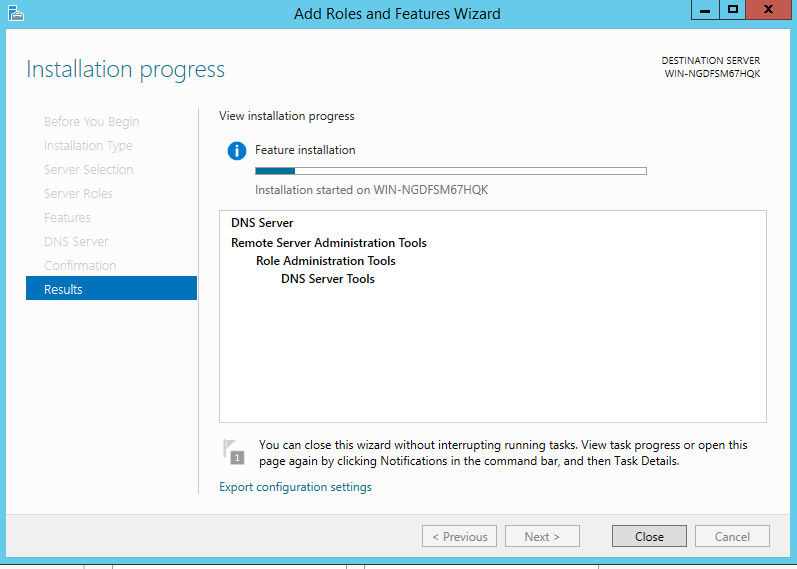 Add Roles and Features Wizard
Installation progress
DESTINATION SERVER
WIN-NGDFSM67HQK
Before You Begin
Installation Type
Server Selection
Server Roles
Features
DNS Server
Confirmation
Results
View installation progress
Feature installation
Installation started on WIN-NGDFSM67HQK
DNS Server
Remote Server Administration Tools
Role Administration Tools
DNS Server Tools
1
You can close this wizard without interrupting running tasks. View task progress or open this
page again by clicking Notifications in the command bar, and then Task Details.
Export configuration settings
< Previous
Next >
Close
Cancel